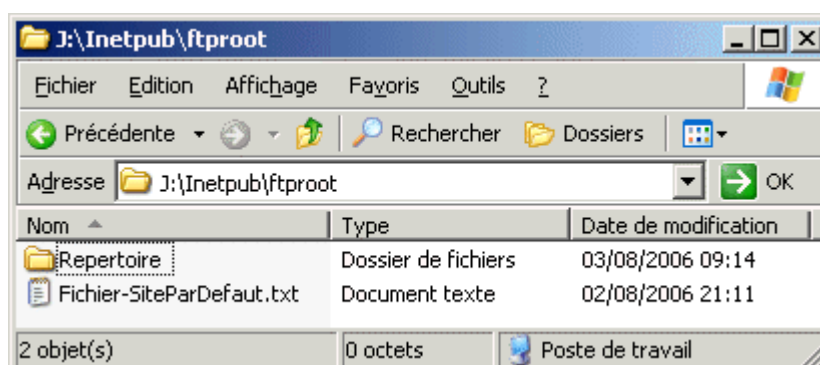 J:\Inetpub\ftproot
Fichier Edition Affichage Favoris Outils ?
Précédente Rechercher Dossiers
Adresse J:\Inetpub\ftproot OK
Nom Type Date de modification
Repertoire Dossier de fichiers 03/08/2006 09:14
Fichier-SiteParDefaut.txt Document texte 02/08/2006 21:11
2 objet(s) 0 octets Poste de travail